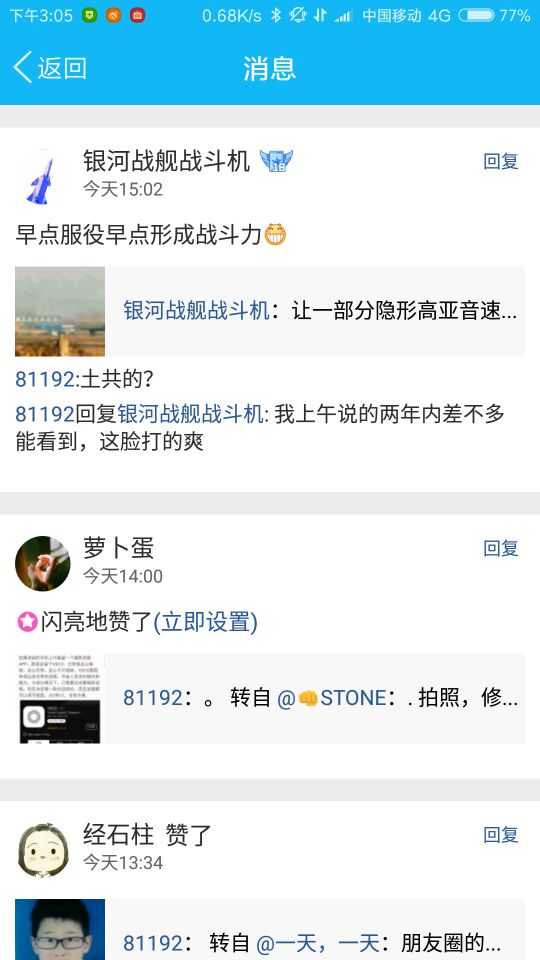 下午3:05 0.68K/s 中国移动 4G 77%
返回 消息
银河战舰战斗机 回复
今天15:02
早点服役早点形成战斗力
银河战舰战斗机：让一部分隐形高亚音速...
81192:土共的？
81192回复银河战舰战斗机: 我上午说的两年内差不多
能看到，这脸打的爽
萝卜蛋 回复
今天14:00
闪亮地赞了(立即设置)
81192：。 转自 @👊STONE：. 拍照，修...
经石柱 赞了 回复
今天13:34
81192： 转自 @一天，一天：朋友圈的...